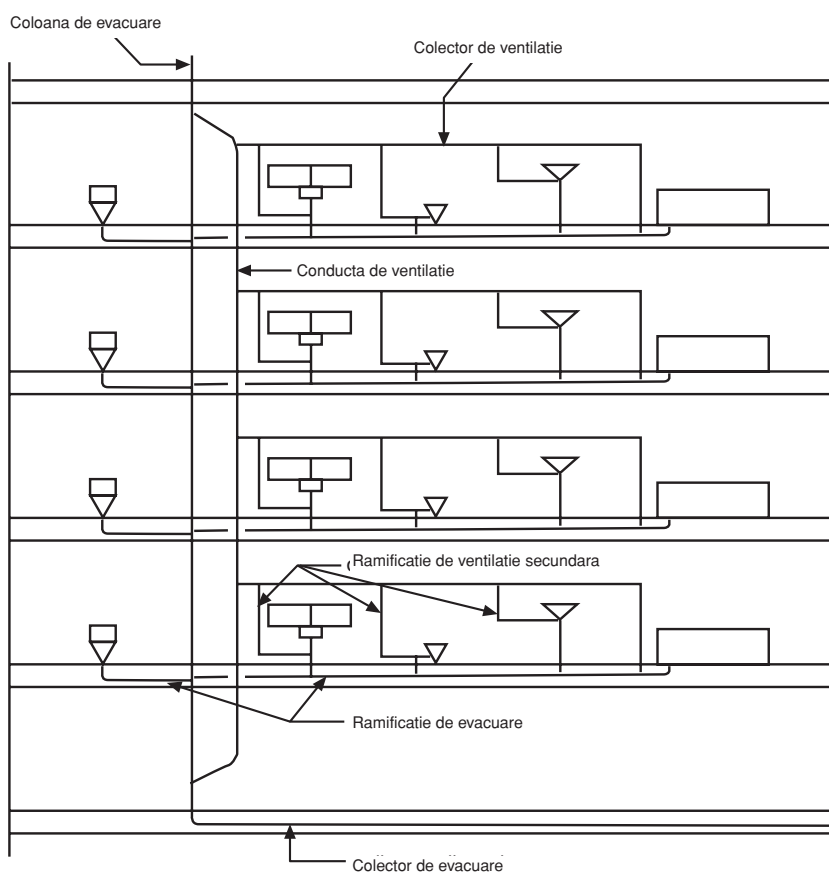 Coloana de evacuare
Colector de ventilatie
Conducta de ventilatie
Ramificatie de ventilatie secundara
Ramificatie de evacuare
Colector de evacuare